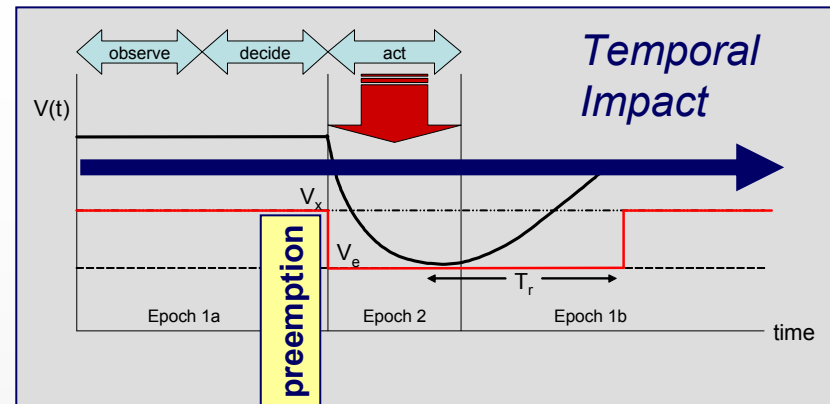 observe decide act
Temporal
Impact
V(t)
Vx
Ve
Tr
preemption
Epoch 1a Epoch 2 Epoch 1b
time